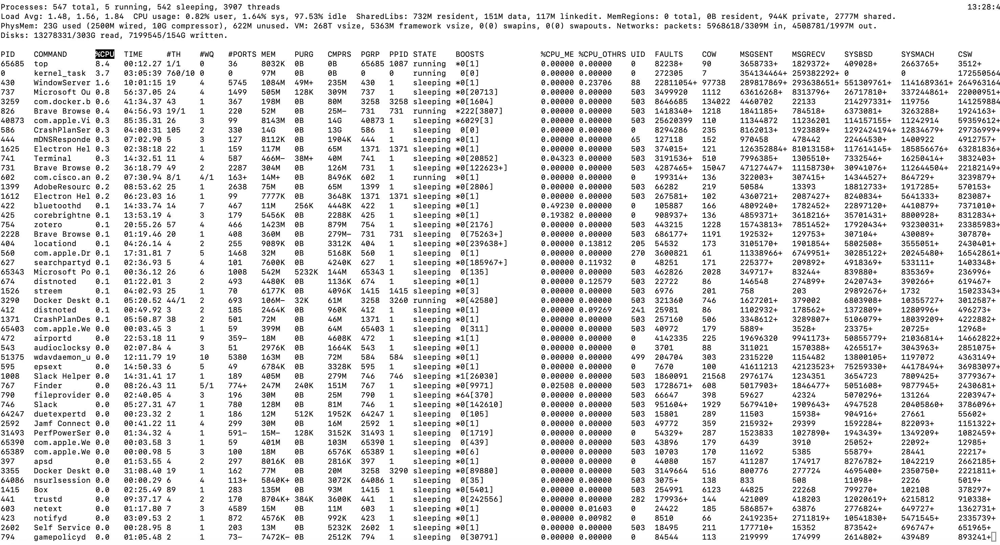 Processes: 547 total, 5 running, 542 sleeping, 3907 threads 13:28:4
Load Avg: 1.48, 1.56, 1.84  CPU usage: 0.82% user, 1.64% sys, 97.53% idle  SharedLibs: 732M resident, 151M data, 117M linkedit. MemRegions: 0 total, 0B resident, 944K private, 2777M shared.
PhysMem: 23G used (2500M wired, 10G compressor), 622M unused. VM: 268T vsize, 5363M framework vsize, 0(0) swapins, 0(0) swapouts. Networks: packets: 5968618/3309M in, 4508781/1997M out.
Disks: 13278331/303G read, 7199545/154G written.
PID COMMAND %CPU TIME #TH #WQ #PORTS MEM PURG CMPRS PGRP PPID STATE BOOSTS %CPU_ME %CPU_OTHRS UID FAULTS COW MSGSENT MSGRECV SYSBSD SYSMACH CSW
65685 top 8.4 00:12.27 1/1 0 36 8032K 0B 0B 65685 1087 running *0[1] 0.00000 0.00000 0 82238+ 90 3658733+ 1829372+ 409028+ 2663765+ 3512+
0 kernel_task 3.7 03:05:39 760/10 0 0 97M 0B 0B 0 0 running 0[0] 0.00000 0.00000 0 272305 7 354134464+ 259382292+ 0 0 172550564
430 WindowServer 1.6 10:01:15 19 4 5745 1084M 49M+ 235M 430 1 sleeping *0[1] 0.00000 0.23706 88 22811054+ 97738 289817869+ 293638651+ 551309761+ 1141689361+ 264963164
737 Microsoft Ou 0.8 56:37.05 24 4 1499 505M 128K 309M 737 1 sleeping *0[20713] 0.00000 0.00000 503 3499920 1112 63616268+ 8313796+ 26717810+ 337244861+ 22000951+
3259 com.docker.b 0.6 41:34.37 43 1 367 198M 0B 80M 3258 3258 sleeping *0[1604] 0.00000 0.00000 503 8646685 134022 4460702 22133 214297331+ 119756 141259884
826 Brave Browse 0.4 04:56.93 19/1 1 220 52M 0B 25M- 731 731 running *222[3807] 0.00000 0.00000 503 1418340+ 1218 1841185+ 784518+ 6373081+ 3263288+ 1924163+
40873 com.apple.Vi 0.3 85:35.31 26 3 99 8143M 0B 14G 40873 1 sleeping *6029[3] 0.00000 0.00000 503 25620399 110 11344872 11236201 114157155+ 11242914 59359612+
586 CrashPlanSer 0.3 04:00:31 105 2 330 14G 0B 13G 586 1 sleeping 0[0] 0.00000 0.00000 0 8294286 235 8162013+ 1923889+ 1292424194+ 12834679+ 29736999+
444 mDNSResponde 0.3 07:02.90 5 3 127 8112K 0B 1904K 444 1 sleeping *0[1] 0.00000 0.00000 65 127118 152 970458 478442 22464530+ 1400922 4912757+
1625 Electron Hel 0.3 02:38:18 22 1 159 117M 0B 65M 1371 1371 sleeping *0[1] 0.00000 0.00000 503 374015+ 121 126352884+ 81013158+ 117614145+ 185856676+ 63281836+
741 Terminal 0.3 14:32.51 11 4 587 466M- 38M+ 40M 741 1 sleeping *0[20852] 0.04323 0.00000 503 3191536+ 510 7996385+ 1305510+ 7332546+ 16250414+ 3832403+
731 Brave Browse 0.2 36:18.79 49 2 2287 304M 0B 126M 731 1 sleeping *0[122623+] 0.00000 0.00000 503 4287465+ 15047 47127447+ 11158730+ 30941076+ 112644504+ 22182149+
602 com.cisco.an 0.2 07:30.94 8/1 4/1 163+ 14M+ 0B 8496K 602 1 running *0[1] 0.00000 0.00000 0 199314+ 136 322003+ 307415+ 14344527+ 864729+ 3239879+
1399 AdobeResourc 0.2 08:53.62 25 1 2638 75M 0B 65M 1399 1 sleeping *0[2806] 0.00000 0.00000 503 66282 219 50584 13393 18812733+ 1917285+ 570153+
1612 Electron Hel 0.2 06:23.03 16 1 99 7777K 0B 3648K 1371 1371 sleeping *0[1] 0.00000 0.00000 503 267581+ 102 4360721+ 2087427+ 8240834+ 5641333+ 823087+
422 bluetoothd 0.1 14:33.74 14 7 467 11M 256K 4448K 422 1 sleeping *0[1] 0.49230 0.00000 0 105887 166 4809240+ 1782452+ 22897120+ 4410879+ 7371010+
425 corebrightne 0.1 13:53.19 4 3 179 5456K 0B 2288K 425 1 sleeping *0[1] 0.19382 0.00000 0 908937+ 136 4859371+ 3618216+ 35701431+ 8800928+ 8312834+
754 zotero 0.1 20:55.26 57 4 466 1423M 0B 879M 754 1 sleeping *0[2176] 0.00000 0.00000 503 443215 1228 15743813+ 7851452+ 17920434+ 93230031+ 23385983+
2228 Brave Browse 0.1 01:19.46 20 1 408 360M 0B 279M- 731 731 sleeping 0[75263+] 0.00000 0.00000 503 686177+ 1191 192532+ 129753+ 307104+ 430089+ 307870+
404 locationd 0.1 04:26.14 4 2 255 9089K 0B 3312K 404 1 sleeping *0[239638+] 0.00000 0.13812 205 54532 173 3105170+ 1901854+ 5802508+ 3555051+ 2430401+
560 com.apple.Dr 0.1 17:31.81 7 5 1468 32M 0B 5168K 560 1 sleeping 0[1] 0.00000 0.00000 270 3600821 61 11338966+ 6749951+ 30285122+ 20245480+ 16542861+
627 searchpartyd 0.1 02:36.93 5 4 101 7600K 0B 4240K 627 1 sleeping *0[185967+] 0.00000 0.11932 0 48251 171 225377+ 209892+ 4918369+ 533111+ 1403348+
65343 Microsoft Po 0.1 00:36.12 26 6 1008 542M 5232K 144M 65343 1 sleeping 0[135] 0.00000 0.00000 503 462826 2028 349717+ 83244+ 839880+ 835369+ 236996+
674 distnoted 0.1 01:22.01 3 2 493 4480K 0B 1136K 674 1 sleeping *0[1] 0.00000 0.12579 503 22722 86 146548 274899+ 2420743+ 390266+ 619467+
1526 streem 0.1 04:02.93 25 1 70 6177K 0B 4096K 1415 1415 sleeping *0[3] 0.00000 0.00000 503 6976 201 758 203 29892676+ 1732 15023343+
3290 Docker Deskt 0.1 05:20.52 44/1 2 693 106M- 32K 61M 3258 3260 running *0[42580] 0.00000 0.00000 503 321360 746 1627201+ 379002 6803908+ 10355727+ 3012587+
412 distnoted 0.1 00:49.92 3 2 185 2464K 0B 960K 412 1 sleeping *0[1] 0.00000 0.09269 241 25981 86 1102932+ 178562+ 1372809+ 1280996+ 496273+
1371 CrashPlanDes 0.1 05:50.87 38 2 501 72M 0B 46M 1371 1 sleeping *0[1] 0.00000 0.00000 503 257160 506 3348612+ 3289807+ 5106079+ 18039209+ 4222882+
65403 com.apple.We 0.0 00:03.45 3 1 59 399M 0B 64M 65403 1 sleeping 0[311] 0.00000 0.00000 503 40972 179 5889+ 3528+ 23375+ 20725+ 12968+
472 airportd 0.0 22:53.18 11 9 359- 18M 0B 4608K 472 1 sleeping *1[1] 0.00000 0.00000 0 4142335 225 19696320 9941173+ 50855779+ 21036814+ 14662822+
543 audioclocksy 0.0 02:07.84 4 3 51 2976K 0B 1664K 543 1 sleeping *0[1] 0.00000 0.00000 0 3701 88 311021 1570388+ 4265517+ 3043963+ 2851075+
51375 wdavdaemon_u 0.0 12:11.79 19 10 5380 163M 0B 72M 584 584 sleeping *0[1] 0.00000 0.00000 499 204704 303 2315220 1154482 13800105+ 1197072 4363149+
595 epsext 0.0 14:50.33 6 5 49 6784K 0B 3328K 595 1 sleeping *0[1] 0.00000 0.00000 0 7670 100 41611213 42123523+ 75259330+ 44178494+ 36983097+
1008 Slack Helper 0.0 14:31.41 17 1 189 405M 0B 279M 746 746 sleeping *1[26030] 0.00000 0.00000 503 1860091 21568 2976174 1234351 3654723 7809425+ 3779367+
767 Finder 0.0 08:26.43 11 5/1 774+ 247M 240K 151M 767 1 sleeping *0[9971] 0.02508 0.00000 503 1728671+ 608 5017903+ 1846477+ 5051608+ 9877945+ 2430681+
790 fileprovider 0.0 02:40.05 4 3 196 30M 0B 25M 790 1 sleeping *64[370] 0.00000 0.00000 503 66647 398 59627 42324 5070296+ 131264 2203947+
746 Slack 0.0 05:27.31 47 1 780 128M 0B 81M 746 1 sleeping *0[142610] 0.00000 0.00000 503 951604+ 1929 5679410+ 1909643+ 4947528 20405860+ 3786096+
64247 duetexpertd 0.0 00:23.32 2 1 186 12M 512K 1952K 64247 1 sleeping 0[105] 0.00000 0.00000 503 15801 289 11503 15938+ 904916+ 27661 55602+
2592 Jamf Connect 0.0 00:41.22 11 4 299 30M 0B 16M 2592 1 sleeping *0[1] 0.00000 0.00000 503 49772 359 215932+ 29399 1592284+ 822093+ 1151322+
31493 PerfPowerSer 0.0 01:34.32 4 1 591- 15M- 128K 3152K 31493 1 sleeping 0[1719] 0.00000 0.00000 0 54329+ 287 1523833 1027890+ 1943439+ 1349209+ 1082459+
65390 com.apple.We 0.0 00:03.58 3 1 59 401M 0B 103M 65390 1 sleeping 0[439] 0.00000 0.00000 503 43896 179 6439 3910 25052+ 22092+ 12985+
65389 com.apple.We 0.0 00:00.98 5 3 100 18M 0B 6576K 65389 1 sleeping *0[6] 0.00000 0.00000 503 10703 170 11692 5385 55879+ 28441 22217+
397 apsd 0.0 01:53.55 4 2 297 8016K 0B 2816K 397 1 sleeping *0[1] 0.00000 0.00000 0 44080 157 411287 174917 8276782+ 1042219 2662185+
3355 Docker Deskt 0.0 31:08.40 19 1 162 77M 0B 20M 3258 3290 sleeping *0[89880] 0.00000 0.00000 503 3149664 516 800776 277724 4695400+ 2350750+ 2221811+
64086 nsurlsession 0.0 00:00.29 6 4 113+ 5840K+ 0B 3072K 64086 1 sleeping 0[35] 0.00000 0.00000 503 3075+ 138 833 508 11098+ 2226 5019+
1415 Box 0.0 02:25.49 89 1 283 135M 0B 93M 1415 1 sleeping *0[5401] 0.00000 0.00000 503 254991 6123 44825 22268 799270+ 102108 378297+
441 trustd 0.0 09:37.17 4 2 170 8704K+ 384K 3600K 441 1 sleeping 0[242556] 0.00000 0.00000 282 179936+ 144 421009 418203 12020619+ 6215812 910338+
603 netext 0.0 01:17.80 7 3 4589 15M 0B 11M 603 1 sleeping *0[1] 0.00000 0.01603 0 24422 185 586857+ 63876 2776824+ 649727+ 1362731+
423 notifyd 0.0 03:09.53 2 1 872 4576K 0B 992K 423 1 sleeping *0[1] 0.00000 0.00982 0 8510 66 2419235+ 2711819+ 10541830+ 5471545+ 2335739+
2602 Self Service 0.0 00:28.95 8 1 203 13M 0B 5232K 2602 1 sleeping *0[1] 0.00000 0.00000 503 18495 211 177710+ 15352 873542+ 696747+ 651965+
794 gamepolicyd 0.0 01:05.48 2 1 73- 7472K- 0B 2512K 794 1 sleeping 0[30791] 0.00000 0.00000 0 84544 113 219999 174999 2614802+ 439489 893241+